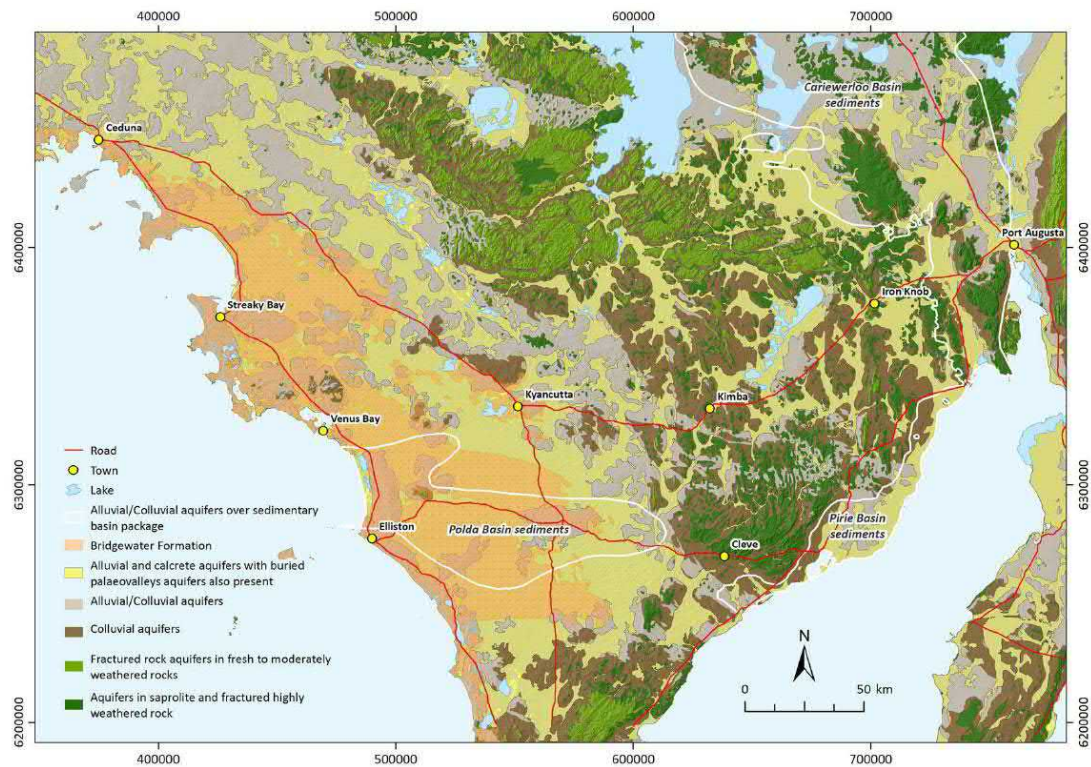 400000
500000
600000
700000
Cariewerloo Basin
sediments
Ceduna
6400000
6400000
Port Augusta
Iron Knob
Streaky Bay
Kyancutta
Kimba
Venus Bay
Road
Town
6300000
6300000
Lake
Alluvial/Colluvial aquifers over sedimentary
basin package
Elliston
Polda Basin sediments
Pirie Basin
sediments
Cleve
Bridgewater Formation
Alluvial and calcrete aquifers with buried
palaeovalleys aquifers also present
Alluvial/Colluvial aquifers
Colluvial aquifers
N
Fractured rock aquifers in fresh to moderately
weathered rocks
0 50 km
Aquifers in saprolite and fractured highly
weathered rock
6200000
6200000
400000
500000
600000
700000